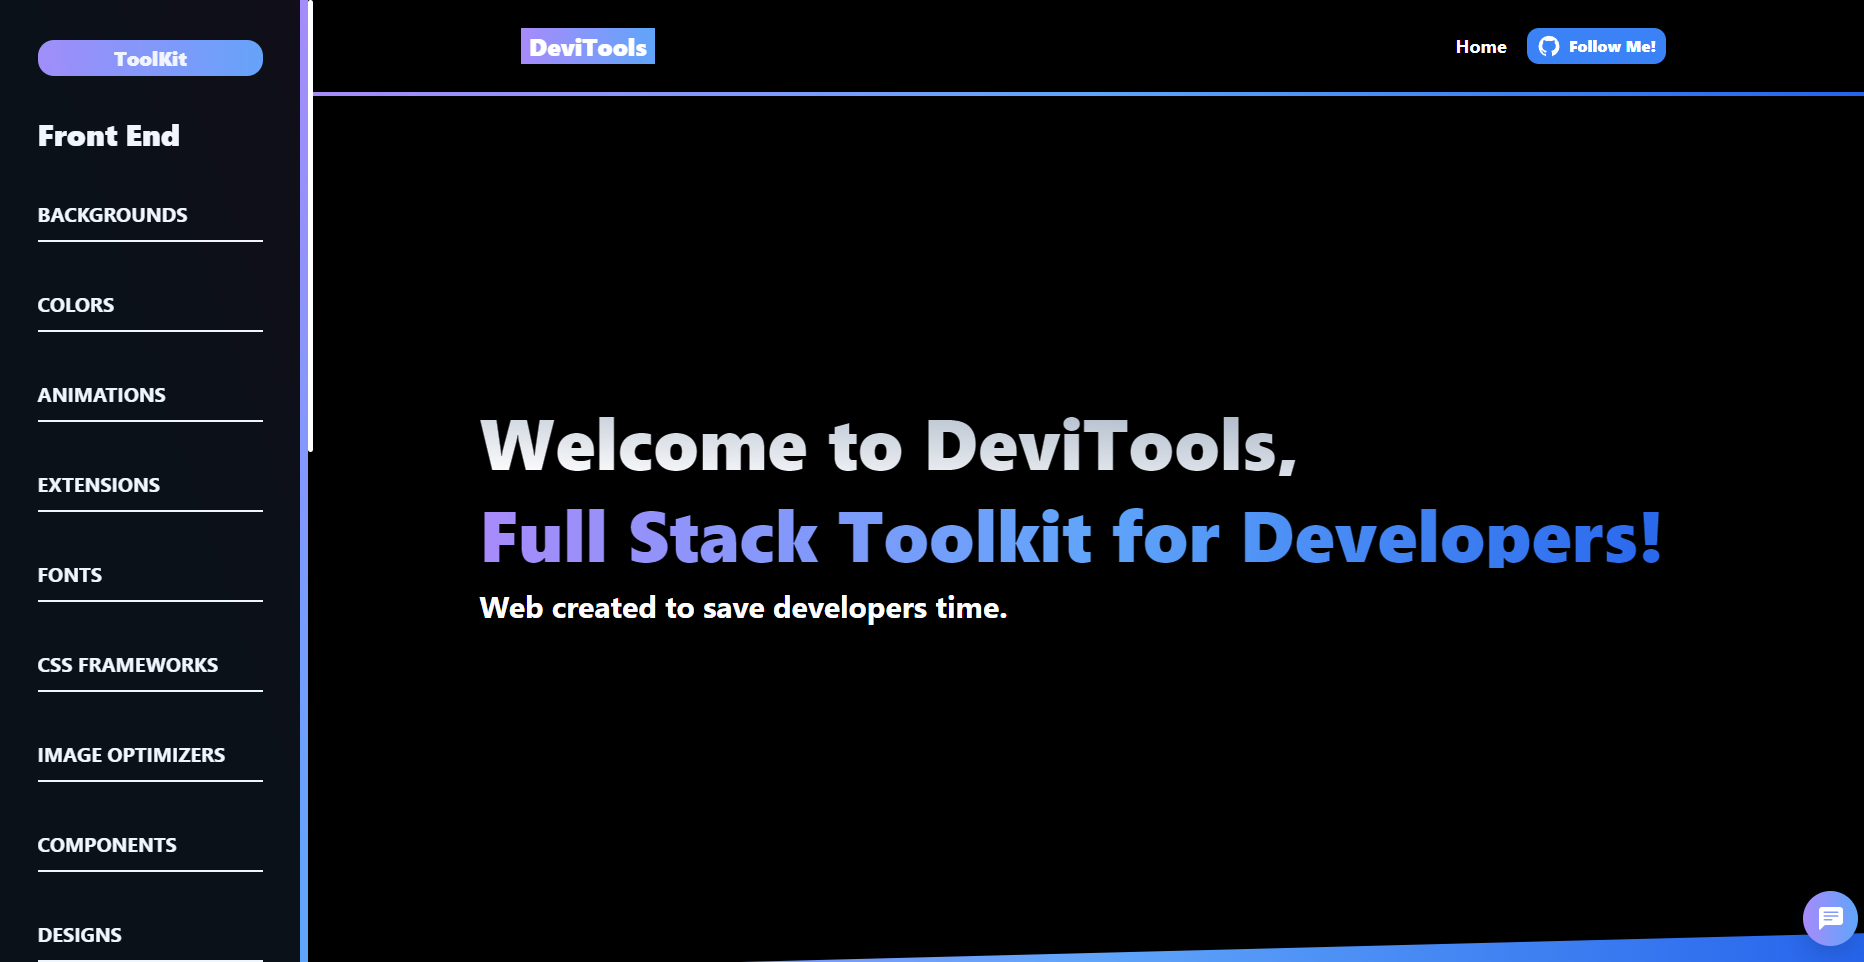 ToolKit
Front End
BACKGROUNDS
COLORS
ANIMATIONS
EXTENSIONS
FONTS
CSS FRAMEWORKS
IMAGE OPTIMIZERS
COMPONENTS
DESIGNS
DeviTools
Home
Follow Me!
Welcome to DeviTools,
Full Stack Toolkit for Developers!
Web created to save developers time.